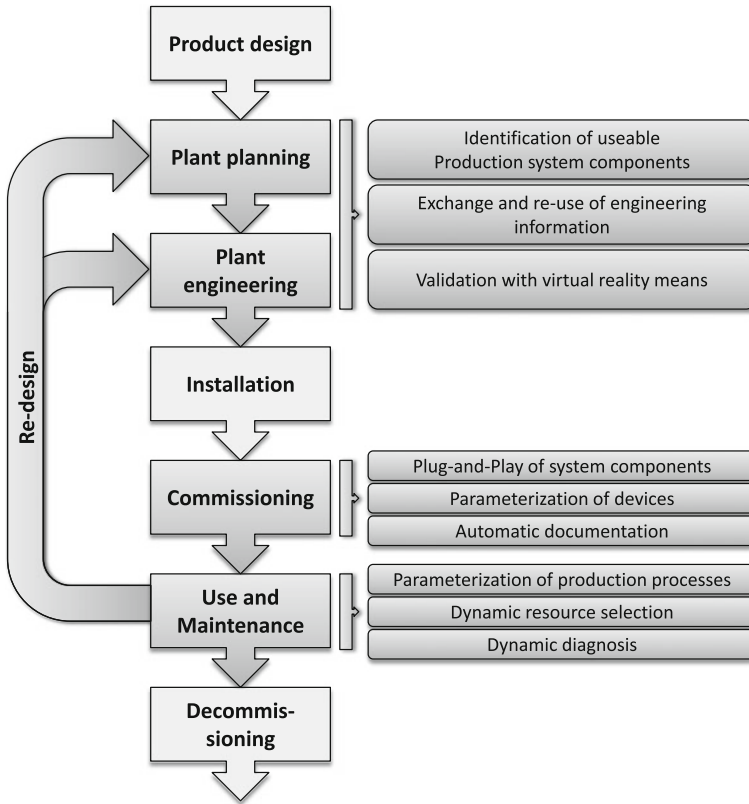 Product design
Plant planning
Identification of useable
Production system components
Exchange and re-use of engineering
information
Plant
engineering
Validation with virtual reality means
Re-design
Installation
Commissioning
Plug-and-Play of system components
Parameterization of devices
Automatic documentation
Use and
Maintenance
Parameterization of production processes
Dynamic resource selection
Dynamic diagnosis
Decommis-
sioning